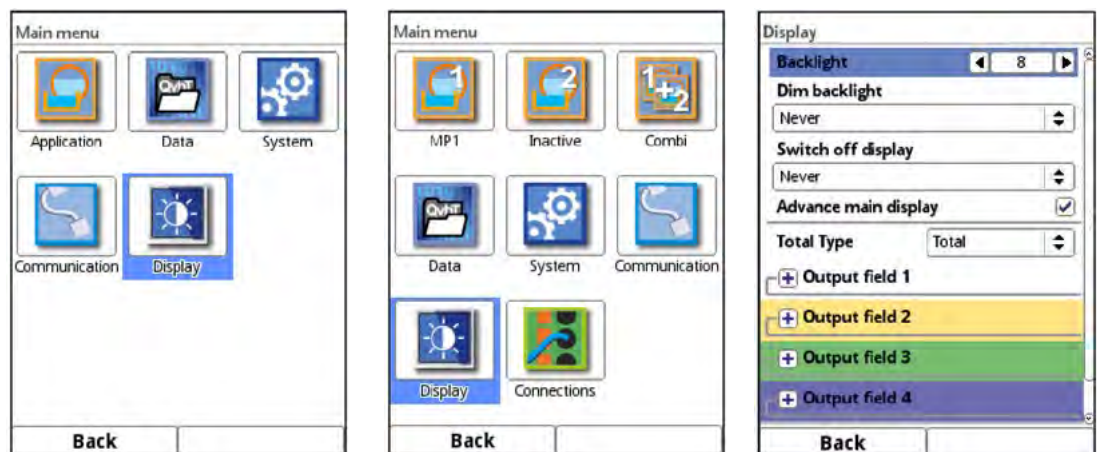 Main menu
QvhT
Application
Data
System
Communication
Display
Back
Main menu
1
2
1+2
MP1
Inactive
Combi
QvhT
Data
System
Communication
Display
Connections
Back
Display
Backlight
8
Dim backlight
Never
Switch off display
Never
Advance main display
Total Type
Total
Output field 1
Output field 2
Output field 3
Output field 4
Back